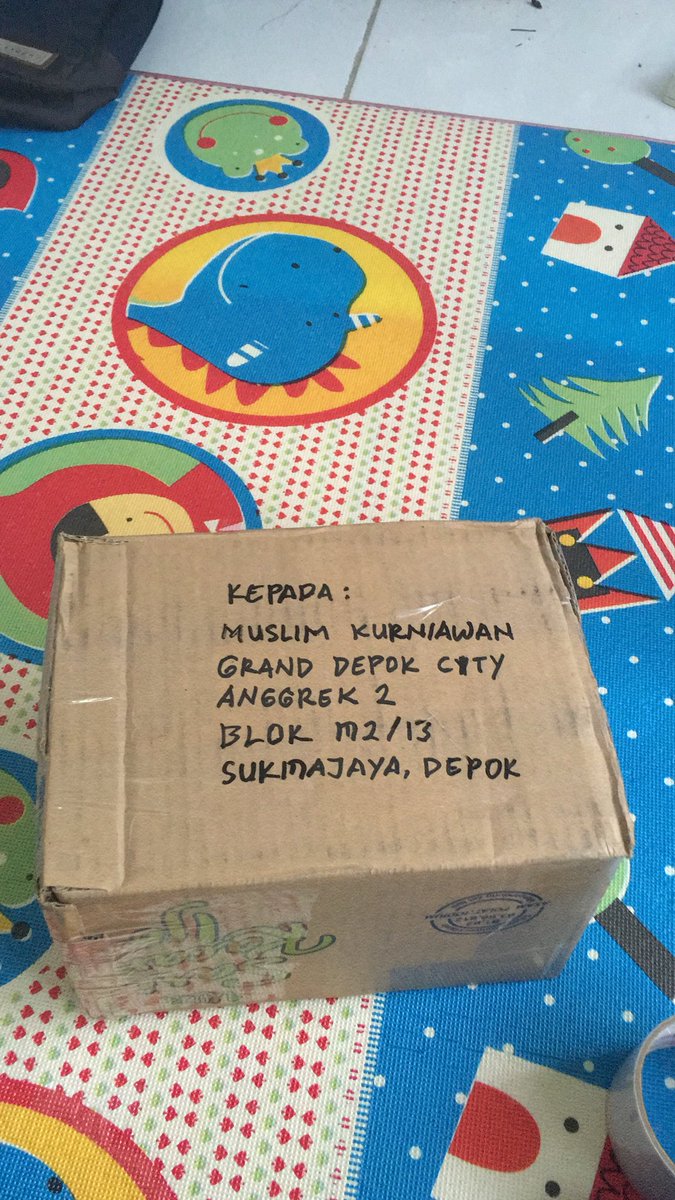 KEPADA:
MUSLIM KURNIAWAN
GRAND DEPOK CITY
ANGGREK 2
BLOK M2/13
SUKMAJAYA, DEPOK